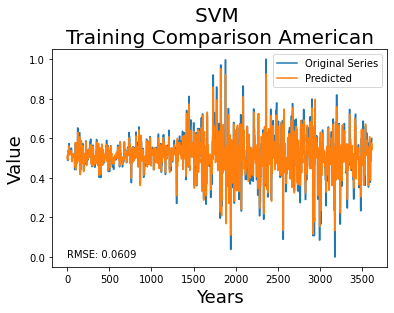 SVM
Training Comparison American
Original Series
Predicted
Value
1.0
0.8
0.6
0.4
0.2
0.0
RMSE: 0.0609
0 500 1000 1500 2000 2500 3000 3500
Years